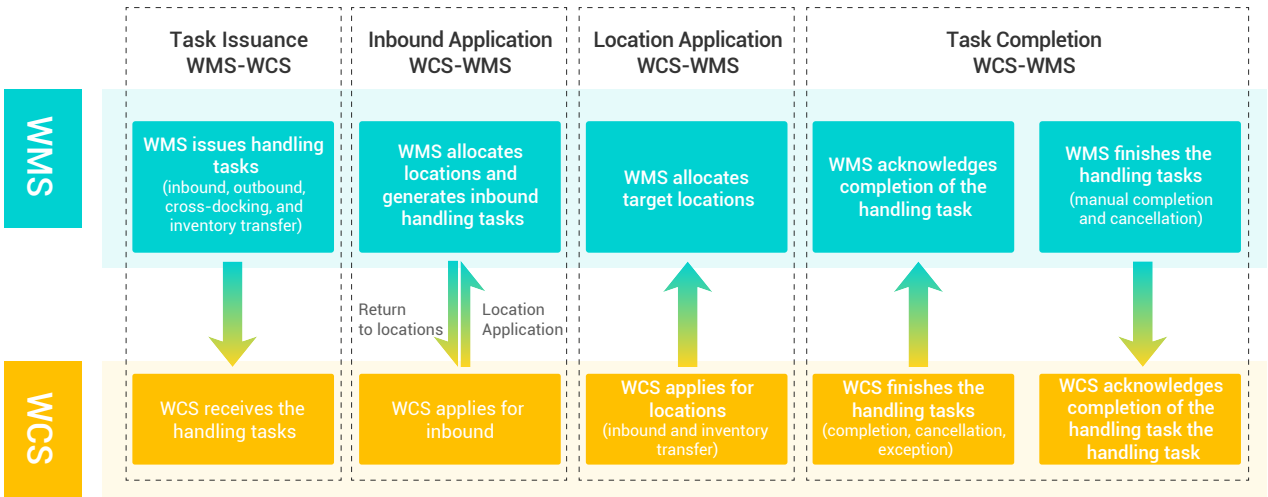 Task Issuance
WMS-WCS
Inbound Application
WCS-WMS
Location Application
WCS-WMS
Task Completion
WCS-WMS
WMS
WMS issues handling
tasks
(inbound, outbound,
cross-docking, and
inventory transfer)
WMS allocates
locations and
generates inbound
handling tasks
WMS allocates
target locations
WMS acknowledges
completion of the
handling task
WMS finishes the
handling tasks
(manual completion
and cancellation)
Return
to locations
Location
Application
WCS
WCS receives the
handling tasks
WCS applies for
inbound
WCS applies for
locations
(inbound and inventory
transfer)
WCS finishes the
handling tasks
(completion, cancellation,
exception)
WCS acknowledges
completion of the
handling task the
handling task